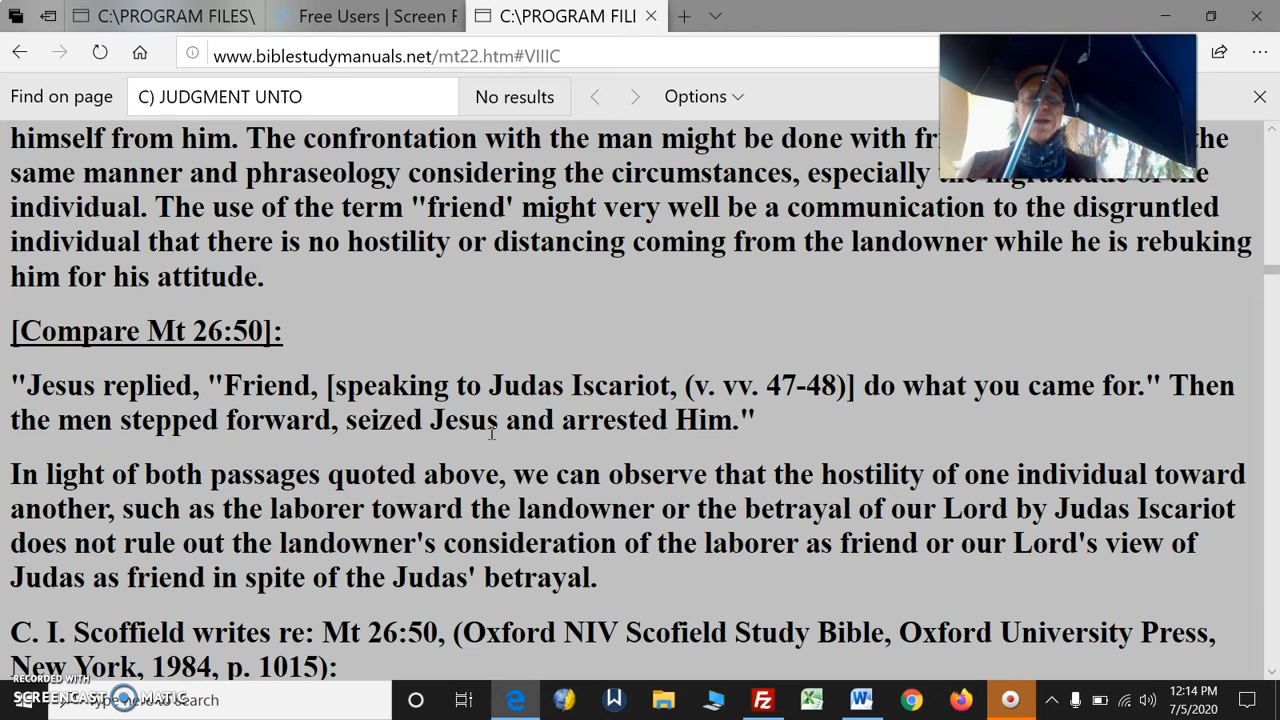 C:\PROGRAM FILES\
Free Users | Screen F
C:\PROGRAM FILI
www.biblestudymanuals.net/mt22.htm#VIIIC
Find on page
C) JUDGMENT UNTO
No results
Options
himself from him. The confrontation with the man might be done with fri the
same manner and phraseology considering the circumstances, especially the ingratitude of the
individual. The use of the term "friend' might very well be a communication to the disgruntled
individual that there is no hostility or distancing coming from the landowner while he is rebuking
him for his attitude.
[Compare Mt 26:50]:
"Jesus replied, "Friend, [speaking to Judas Iscariot, (v. vv. 47-48)] do what you came for." Then
the men stepped forward, seized Jesus and arrested Him."
In light of both passages quoted above, we can observe that the hostility of one individual toward
another, such as the laborer toward the landowner or the betrayal of our Lord by Judas Iscariot
does not rule out the landowner's consideration of the laborer as friend or our Lord's view of
Judas as friend in spite of the Judas' betrayal.
C. I. Scoffield writes re: Mt 26:50, (Oxford NIV Scofield Study Bible, Oxford University Press,
New York, 1984, p. 1015):
RECORDED WITH
SCREENCAST MATIC
Type here to search
12:14 PM
7/5/2020